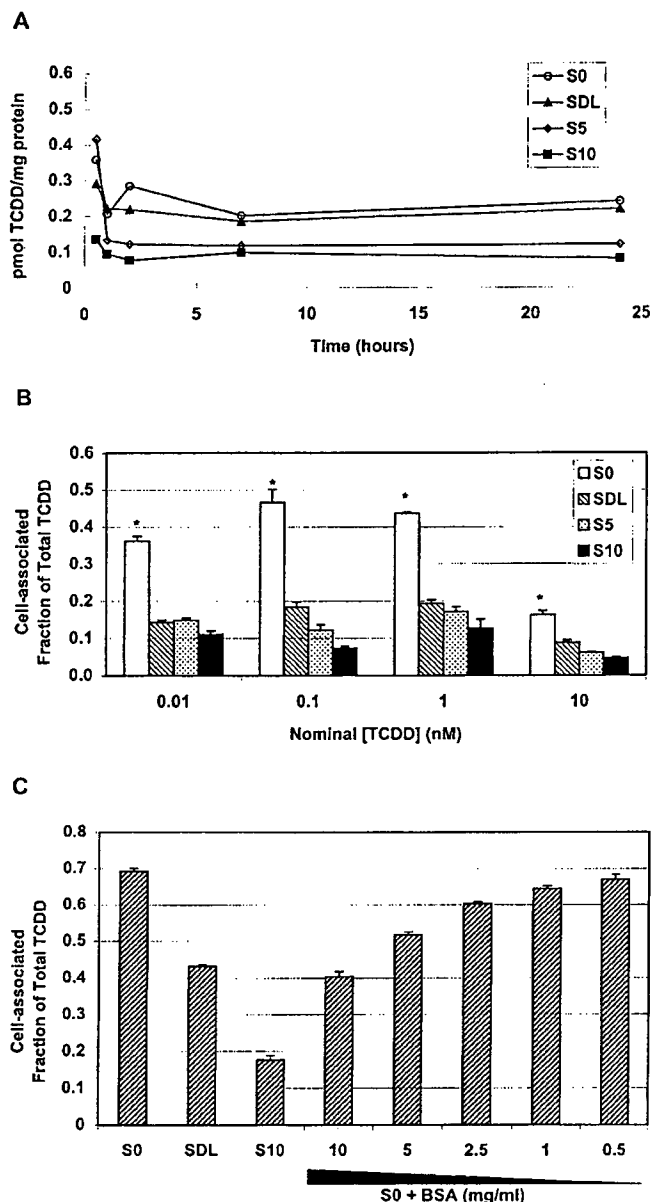 A
0.6
0.5
0.4
0.3
0.2
0.1
0
pmol TCDD/mg protein
S0
SDL
S5
S10
0 5 10 15 20 25
Time (hours)
B
0.6
0.5
0.4
0.3
0.2
0.1
0.0
Cell-associated
Fraction of Total TCDD
* * * *
S0
SDL
S5
S10
0.01 0.1 1 10
Nominal [TCDD] (nM)
C
0.8
0.7
0.6
0.5
0.4
0.3
0.2
0.1
0
Cell-associated
Fraction of Total TCDD
S0 SDL S10 10 5 2.5 1 0.5
S0 + BSA (mg/ml)